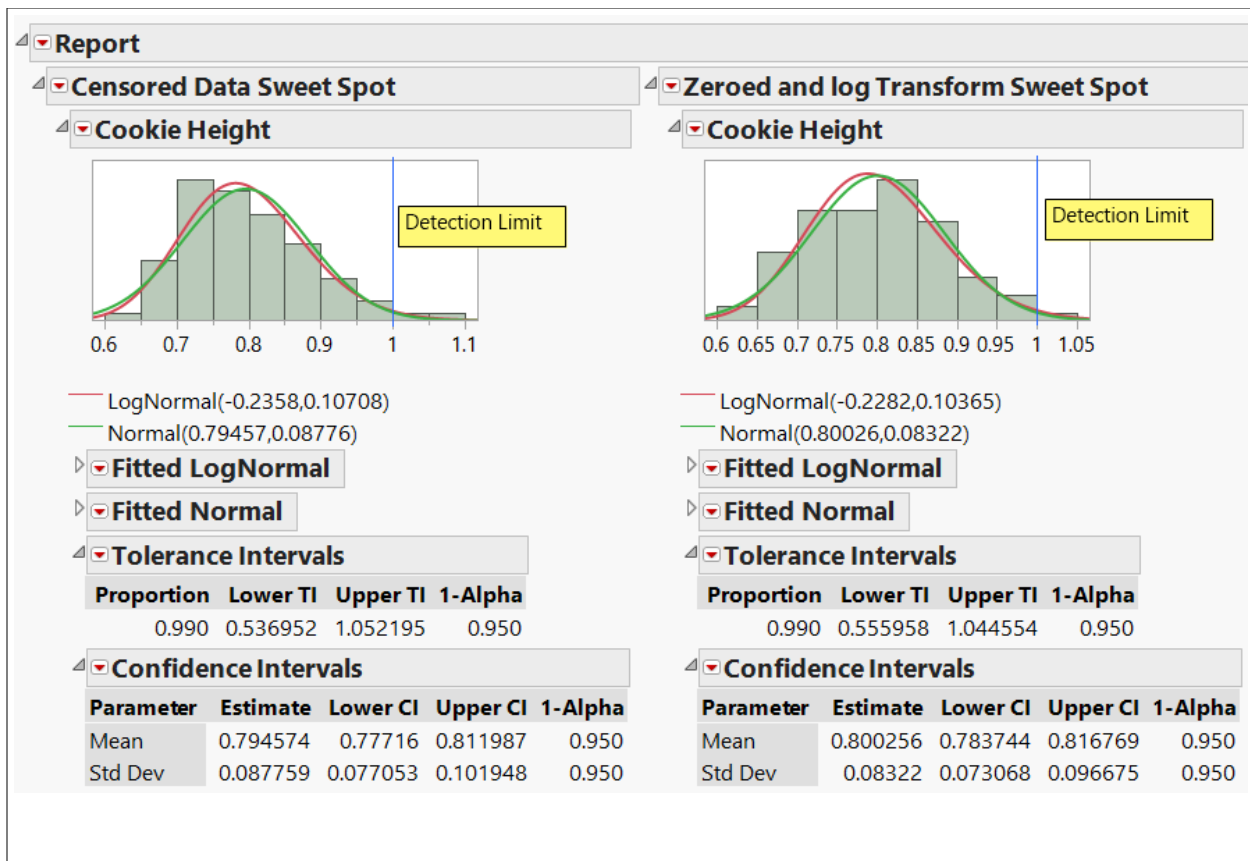 Report
Censored Data Sweet Spot
Cookie Height
Detection Limit
0.6 0.7 0.8 0.9 1 1.1
LogNormal(-0.2358,0.10708)
Normal(0.79457,0.08776)
Fitted LogNormal
Fitted Normal
Tolerance Intervals
Proportion Lower TI Upper TI 1-Alpha
0.990 0.536952 1.052195 0.950
Confidence Intervals
Parameter Estimate Lower CI Upper CI 1-Alpha
Mean 0.794574 0.77716 0.811987 0.950
Std Dev 0.087759 0.077053 0.101948 0.950
Zeroed and log Transform Sweet Spot
Cookie Height
Detection Limit
0.6 0.65 0.7 0.75 0.8 0.85 0.9 0.95 1 1.05
LogNormal(-0.2282,0.10365)
Normal(0.80026,0.08322)
Fitted LogNormal
Fitted Normal
Tolerance Intervals
Proportion Lower TI Upper TI 1-Alpha
0.990 0.555958 1.044554 0.950
Confidence Intervals
Parameter Estimate Lower CI Upper CI 1-Alpha
Mean 0.800256 0.783744 0.816769 0.950
Std Dev 0.08322 0.073068 0.096675 0.950